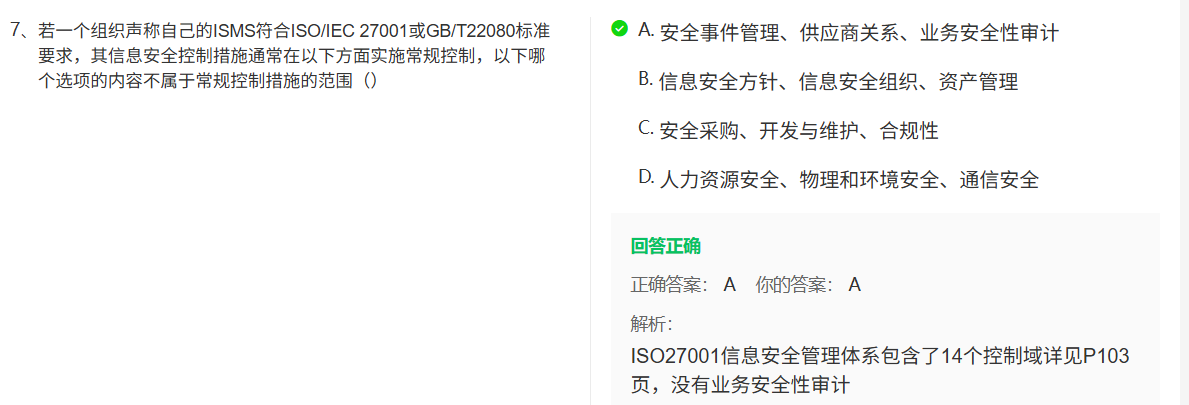 7、若一个组织声称自己的ISMS符合ISO/IEC 27001或GB/T22080标准
要求，其信息安全控制措施通常在以下方面实施常规控制，以下哪
个选项的内容不属于常规控制措施的范围（）
A. 安全事件管理、供应商关系、业务安全性审计
B. 信息安全方针、信息安全组织、资产管理
C. 安全采购、开发与维护、合规性
D. 人力资源安全、物理和环境安全、通信安全
回答正确
正确答案： A 你的答案： A
解析：
ISO27001信息安全管理体系包含了14个控制域详见P103
页，没有业务安全性审计